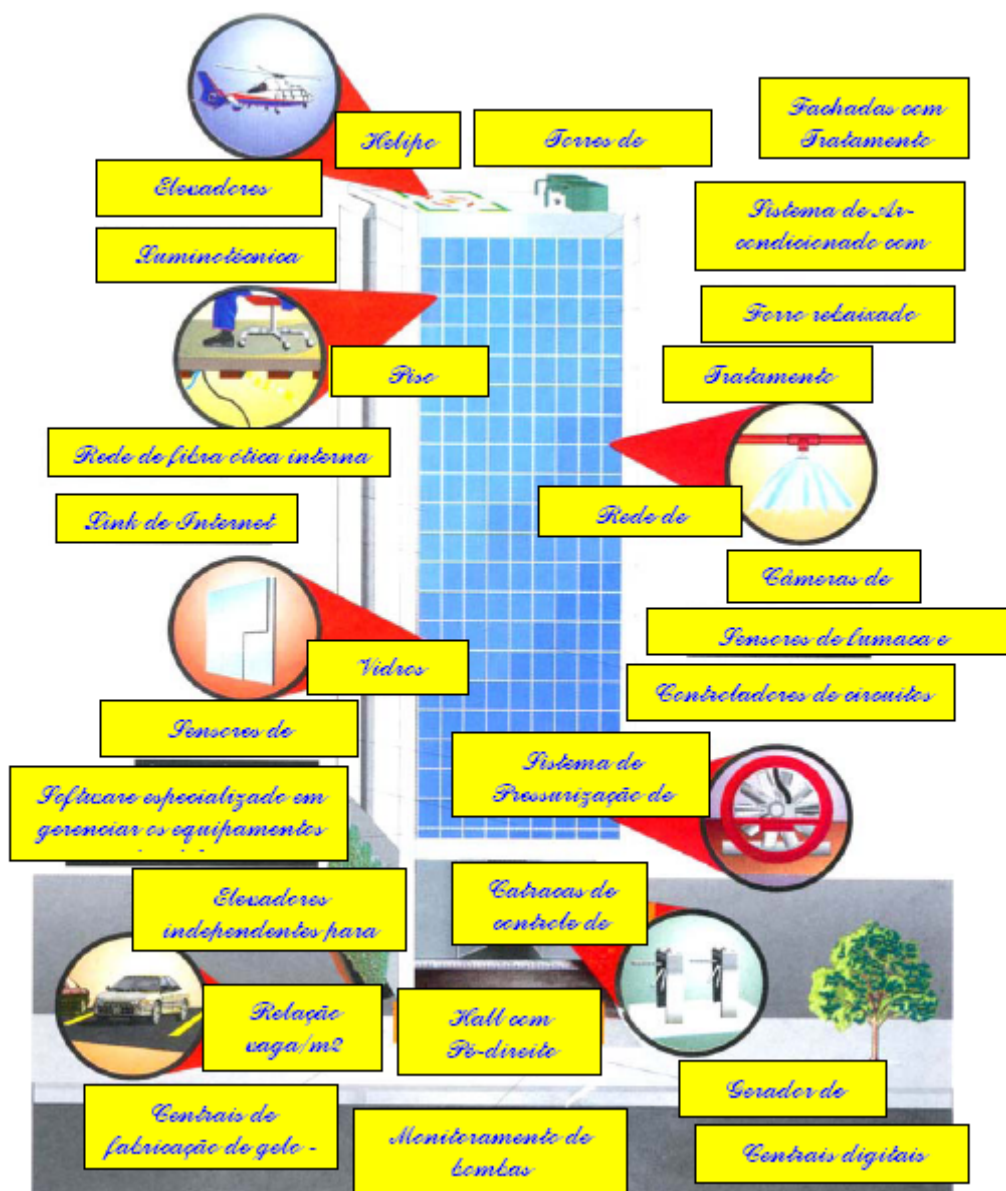 Helipo
Torres de
Fachadas com
Tratamento
Elevadores
Sistema de Ar-
condicionado com
Luminotécnica
Forro rebaixado
Piso
Tratamento
Rede de fibra ótica interna
Link de Internet
Rede de
Câmeras de
Sensores de fumaça e
Vidros
Controladores de circuitos
Sensores de
Sistema de
Pressurização de
Software especializado em
gerenciar os equipamentos
Elevadores
independentes para
Catracas de
controle de
Relação
vaga/m2
Hall com
Pé-direito
Gerador de
Centrais de
fabricação de gelo -
Monitoramento de
bombas
Centrais digitais